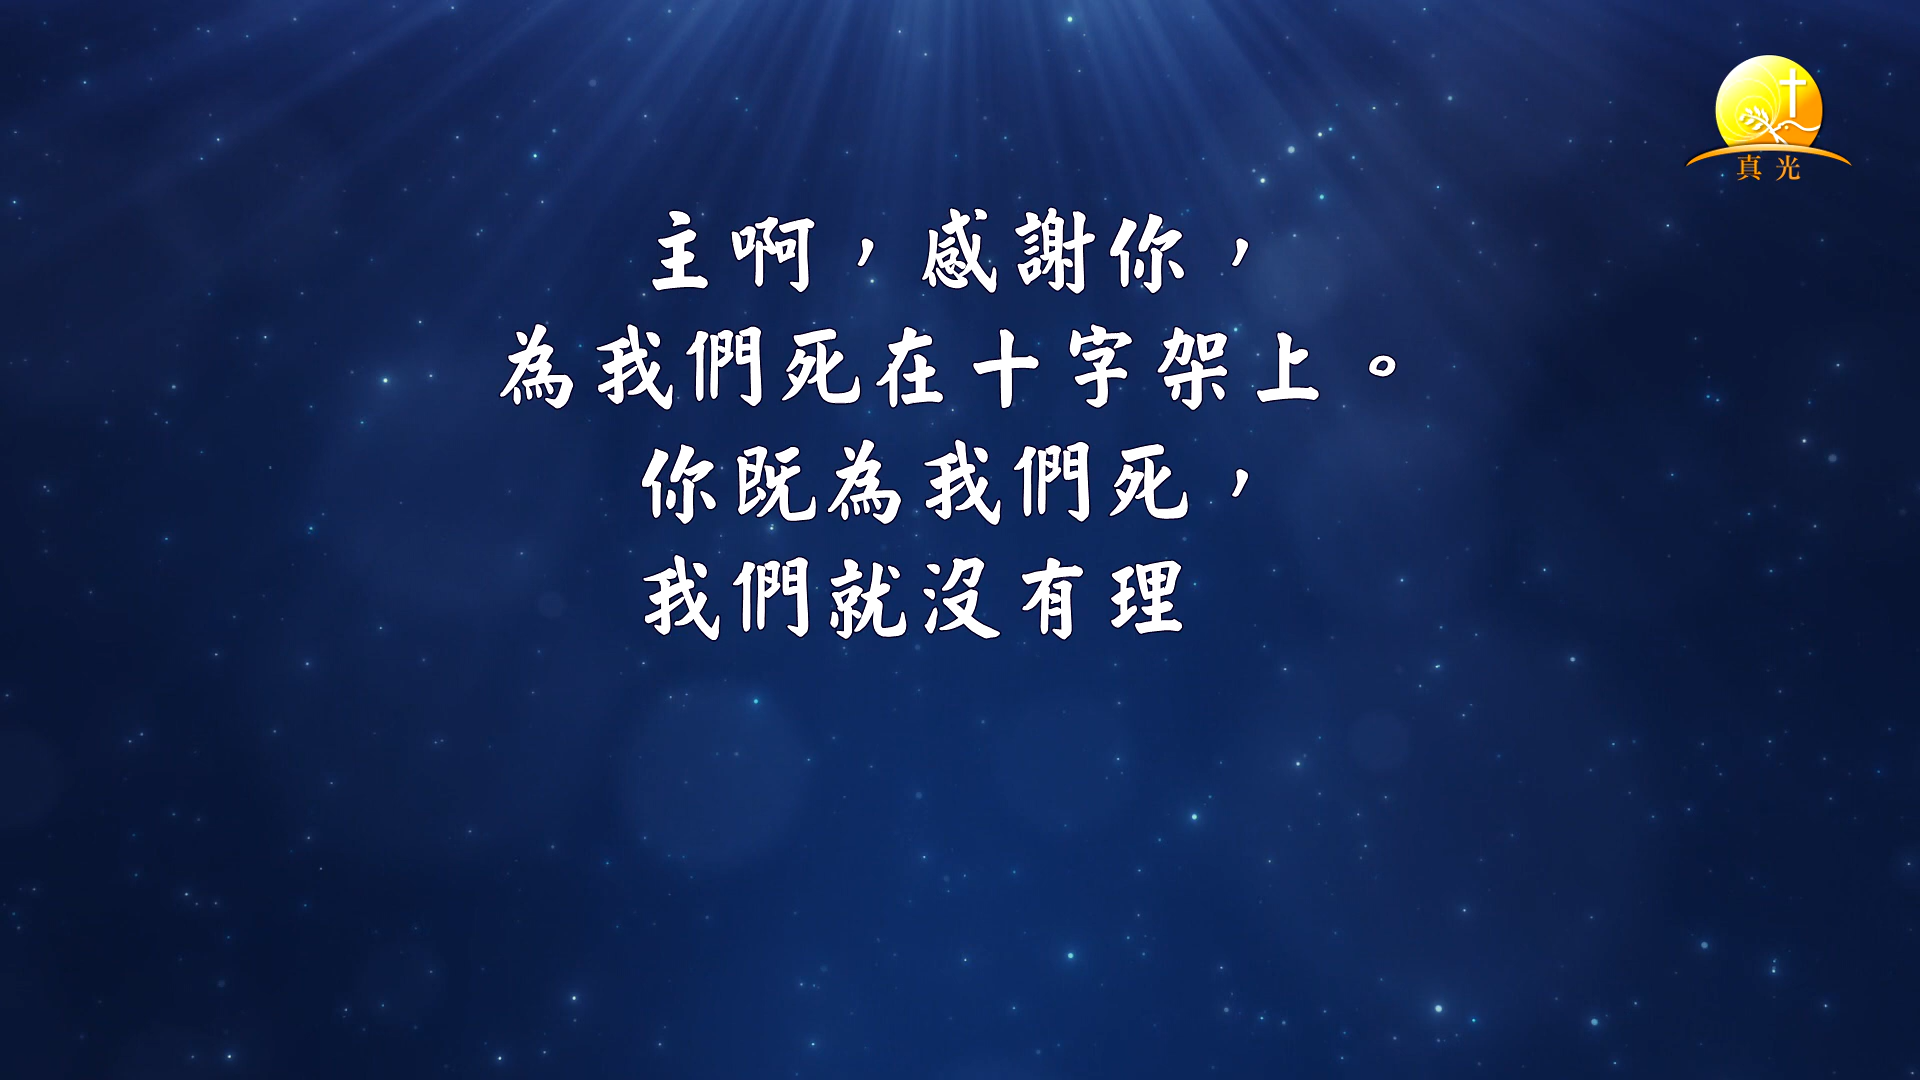 真光
主啊，感謝你，
為我們死在十字架上。
你既為我們死，
我們就沒有理